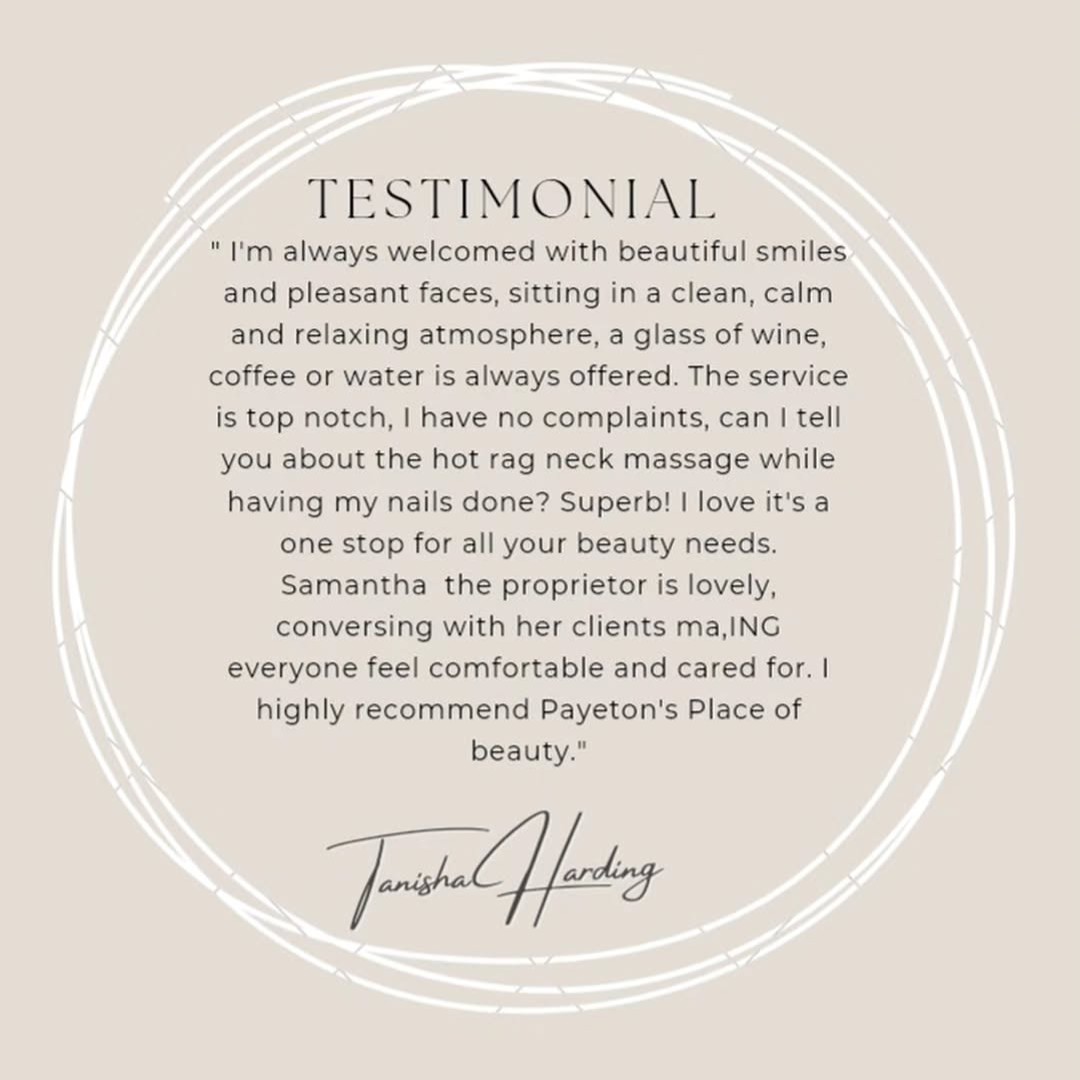 TESTIMONIAL
" I'm always welcomed with beautiful smiles
and pleasant faces, sitting in a clean, calm
and relaxing atmosphere, a glass of wine,
coffee or water is always offered. The service
is top notch, I have no complaints, can I tell
you about the hot rag neck massage while
having my nails done? Superb! I love it's a
one stop for all your beauty needs.
Samantha  the proprietor is lovely,
conversing with her clients ma,ING
everyone feel comfortable and cared for. I
highly recommend Payeton's Place of
beauty."
Tanisha Harding